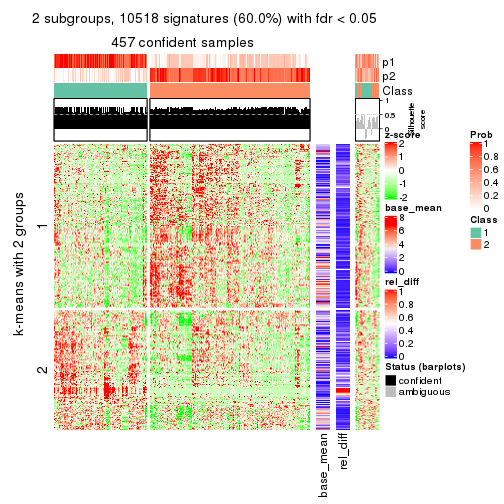 2 subgroups, 10518 signatures (60.0%) with fdr < 0.05
457 confident samples
p1
p2
Class
1
0.5
0
Silhouette
score
k-means with 2 groups
1
2
base_mean
rel_diff
z-score
2
1
0
-1
-2
base_mean
8
6
4
2
0
rel_diff
1
0.8
0.6
0.4
0.2
0
Status (barplots)
confident
ambiguous
Prob
1
0.8
0.6
0.4
0.2
0
Class
1
2